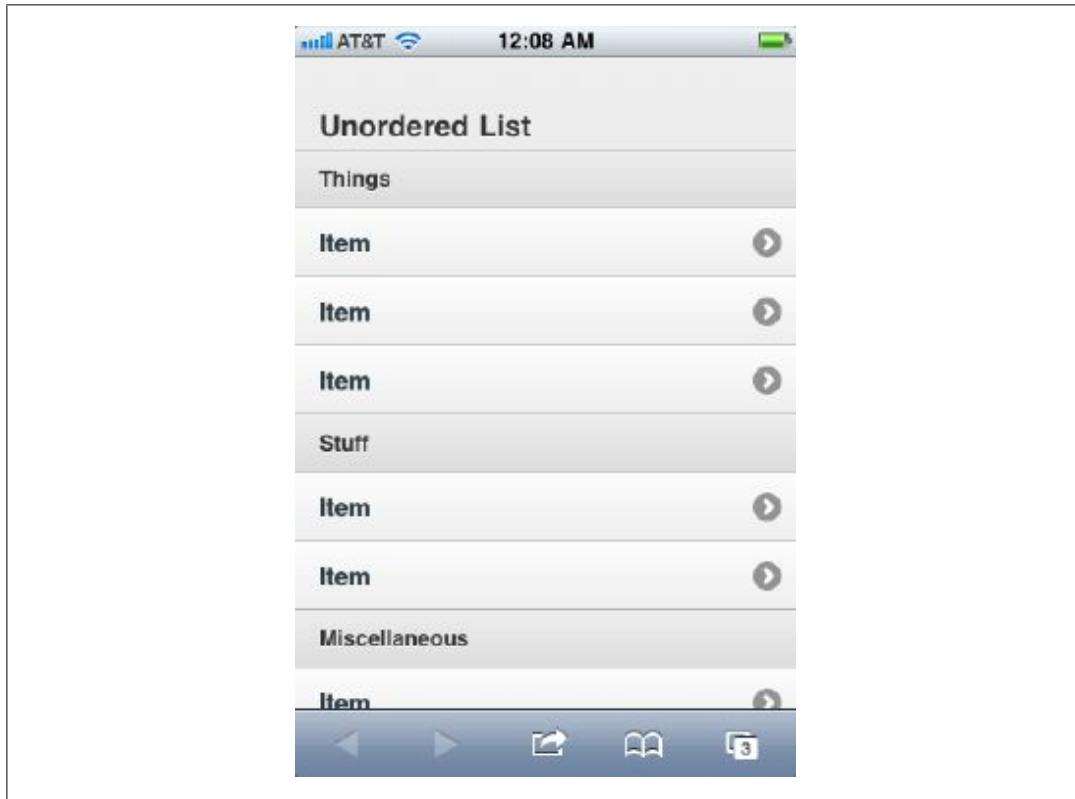 AT&T 12:08 AM
Unordered List
Things
Item
Item
Item
Stuff
Item
Item
Miscellaneous
Item
3